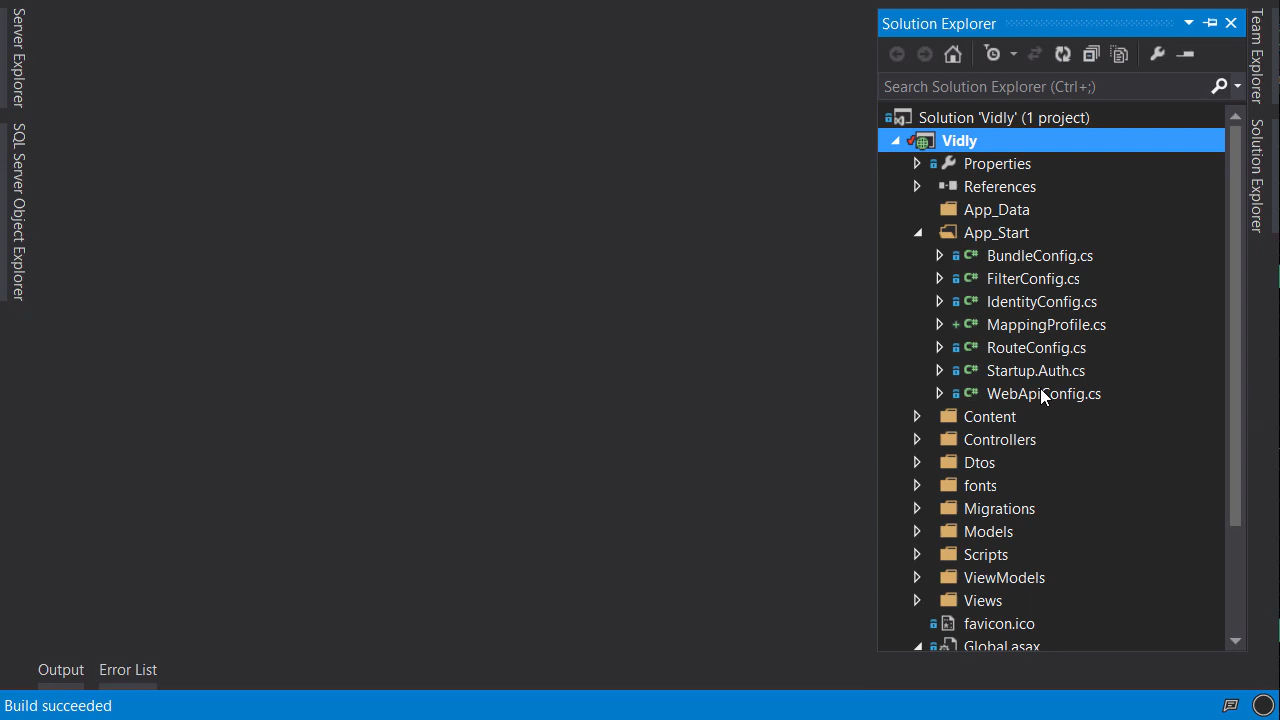 Server Explorer
SQL Server Object Explorer
Solution Explorer
Search Solution Explorer (Ctrl+;)
Solution 'Vidly' (1 project)
Vidly
Properties
References
App_Data
App_Start
C# BundleConfig.cs
C# FilterConfig.cs
C# IdentityConfig.cs
C# MappingProfile.cs
C# RouteConfig.cs
C# Startup.Auth.cs
C# WebApiConfig.cs
Content
Controllers
Dtos
fonts
Migrations
Models
Scripts
ViewModels
Views
favicon.ico
Global.asax
Team Explorer
Solution Explorer
Output Error List
Build succeeded